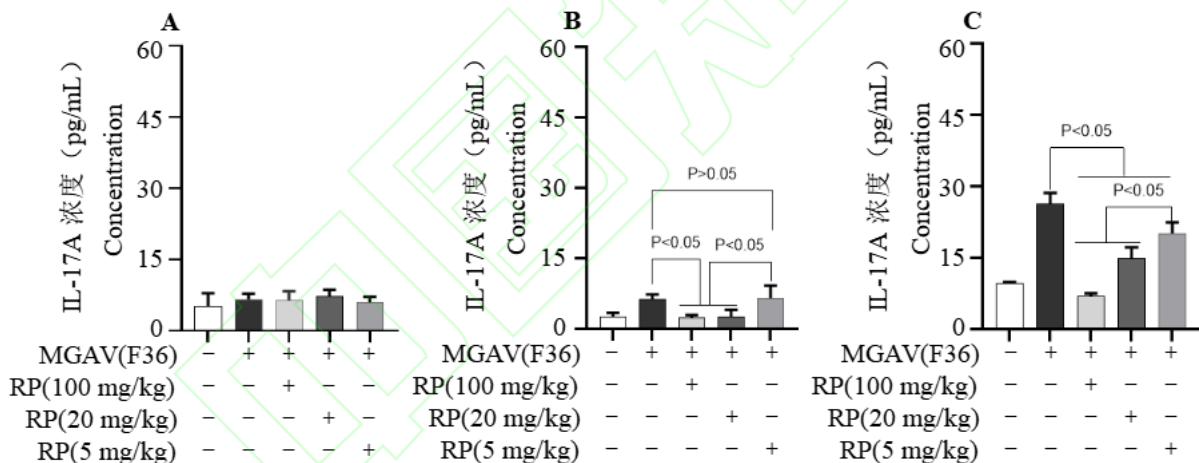 A
IL-17A 浓度（pg/mL）
Concentration
60
45
30
15
0
MGAV(F36) − + + + +
RP(100 mg/kg) − − + − −
RP(20 mg/kg) − − − + −
RP(5 mg/kg) − − − − +
B
IL-17A 浓度（pg/mL）
Concentration
60
45
30
15
0
P>0.05
P<0.05 P<0.05
MGAV(F36) − + + + +
RP(100 mg/kg) − − + − −
RP(20 mg/kg) − − − + −
RP(5 mg/kg) − − − − +
C
IL-17A 浓度（pg/mL）
Concentration
60
45
30
15
0
P<0.05
P<0.05
MGAV(F36) − + + + +
RP(100 mg/kg) − − + − −
RP(20 mg/kg) − − − + −
RP(5 mg/kg) − − − − +